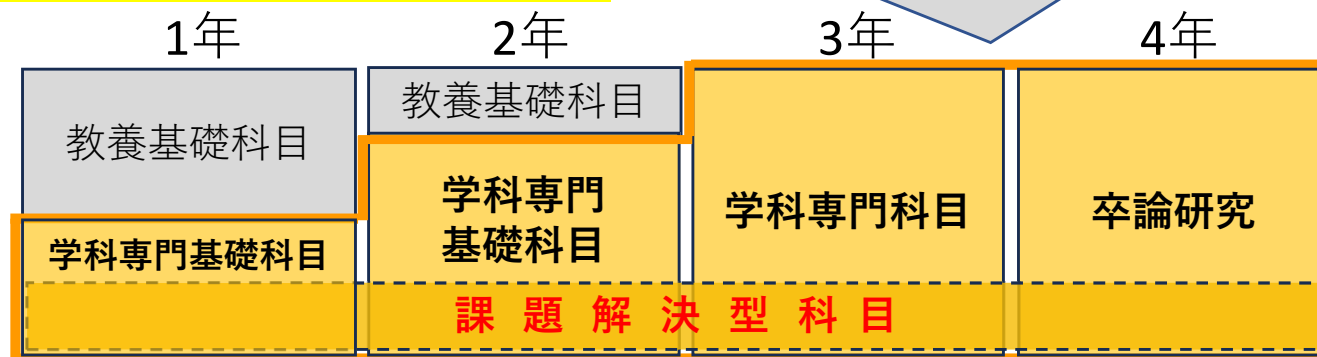 1年
2年
3年
4年
教養基礎科目
教養基礎科目
学科専門基礎科目
学科専門
基礎科目
学科専門科目
卒論研究
課題解決型科目